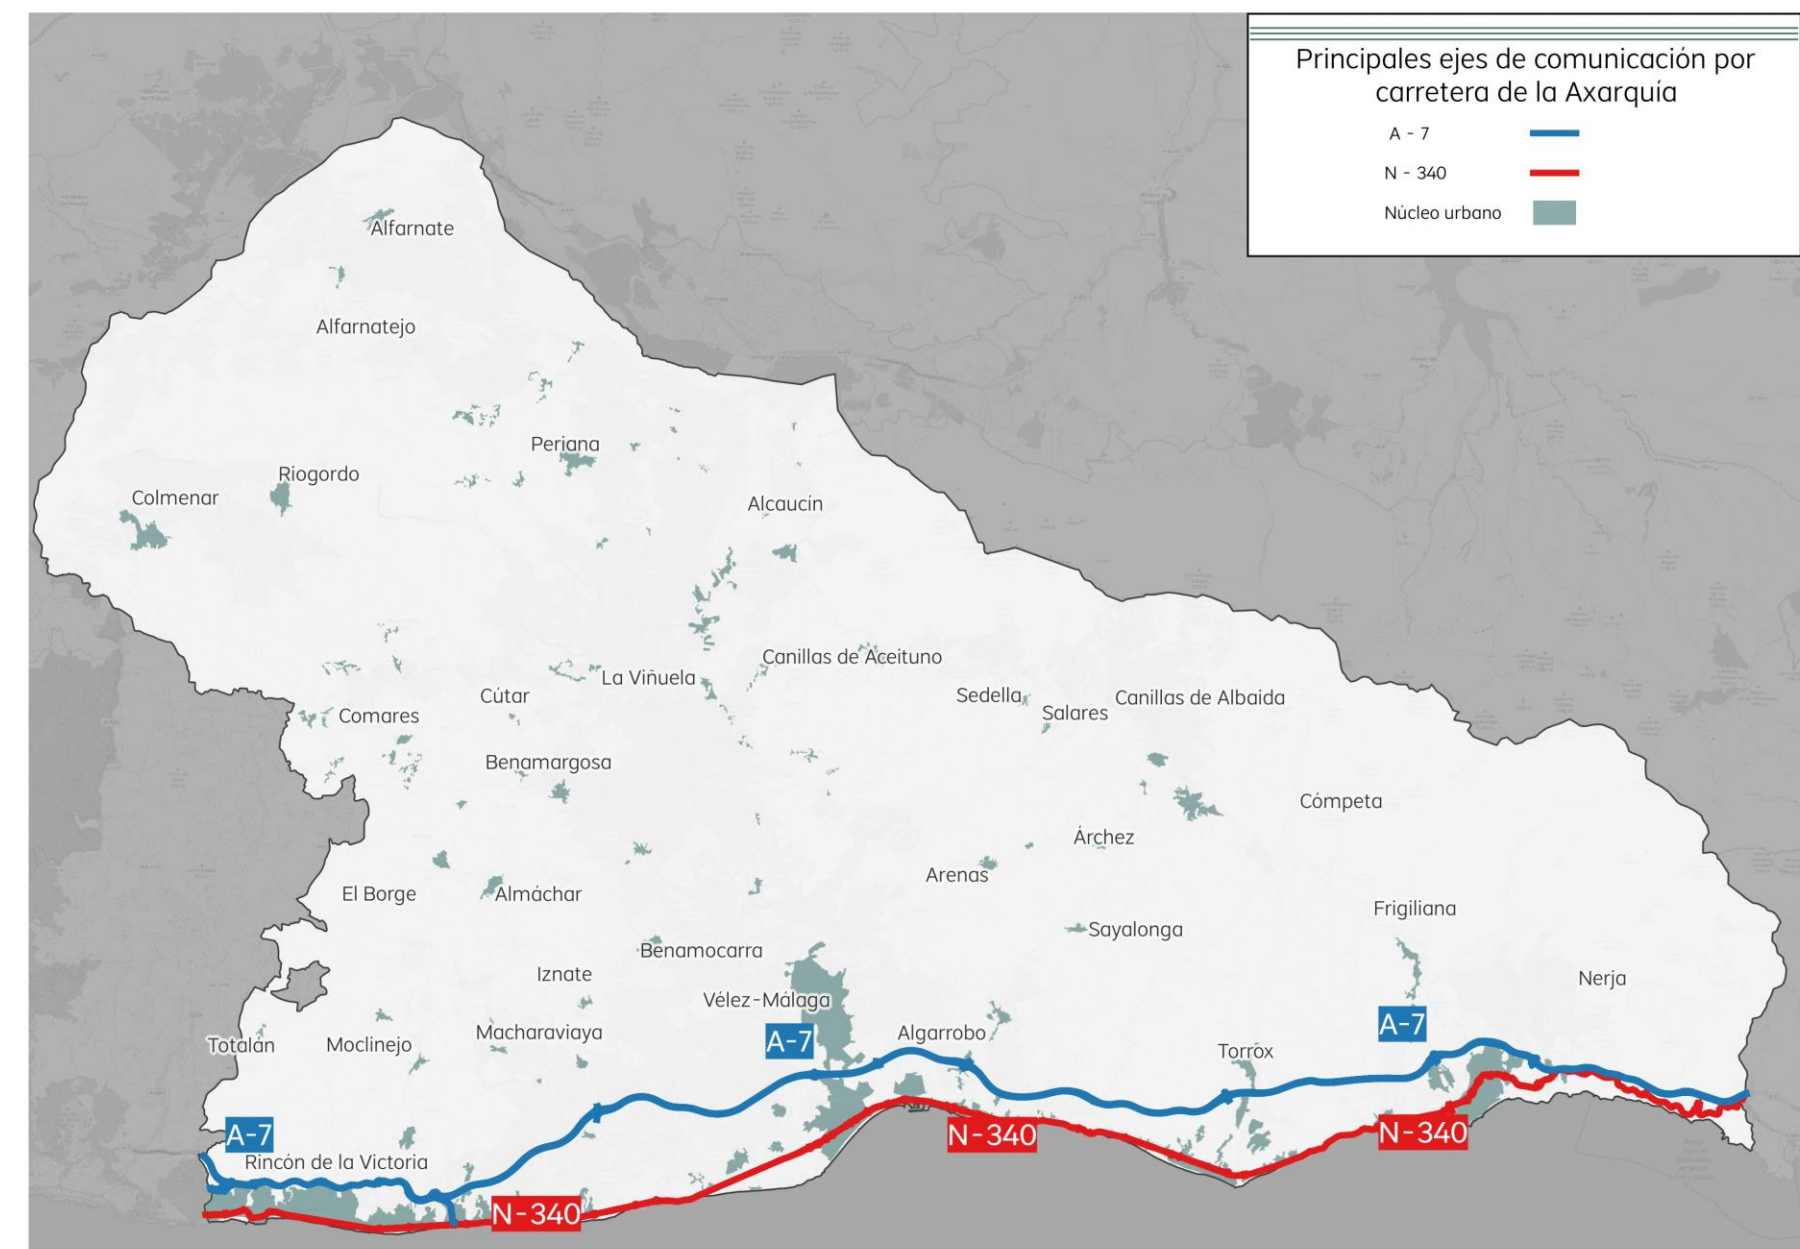 Principales ejes de comunicación por
carretera de la Axarquía
A - 7
N - 340
Núcleo urbano
Alfarnate
Alfarnatejo
Periana
Riogordo
Colmenar
Alcaucín
Canillas de Aceituno
La Viñuela
Cútar
Sedella
Canillas de Albaida
Salares
Comares
Benamargosa
Cómpeta
Árchez
Arenas
El Borge
Almáchar
Frigiliana
Sayalonga
Benamocarra
Iznate
Nerja
Vélez-Málaga
A-7
Macharaviaya
Algarrobo
A-7
Totalán
Moclinejo
Torrox
A-7
N-340
N-340
Rincón de la Victoria
N-340